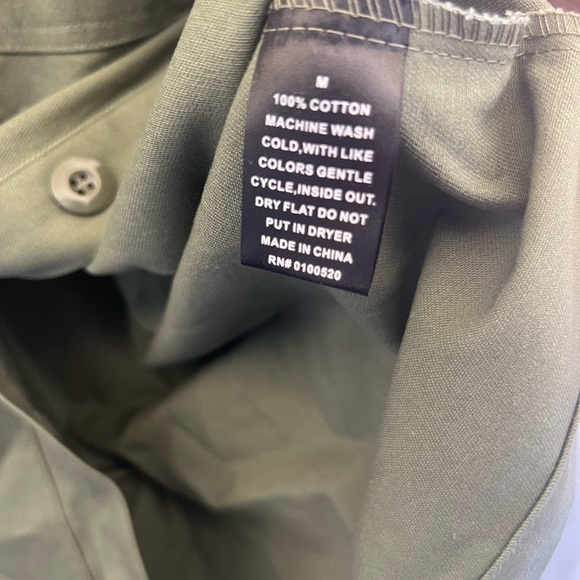 M
100% COTTON
MACHINE WASH
COLD,WITH LIKE
COLORS GENTLE
CYCLE,INSIDE OUT.
DRY FLAT DO NOT
PUT IN DRYER
MADE IN CHINA
RN# 0100520